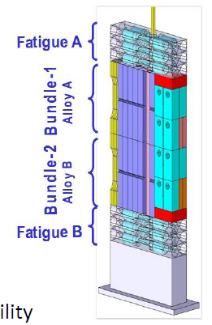 Fatigue A
Bundle-1
Alloy A
Bundle-2
Alloy B
Fatigue B
ility